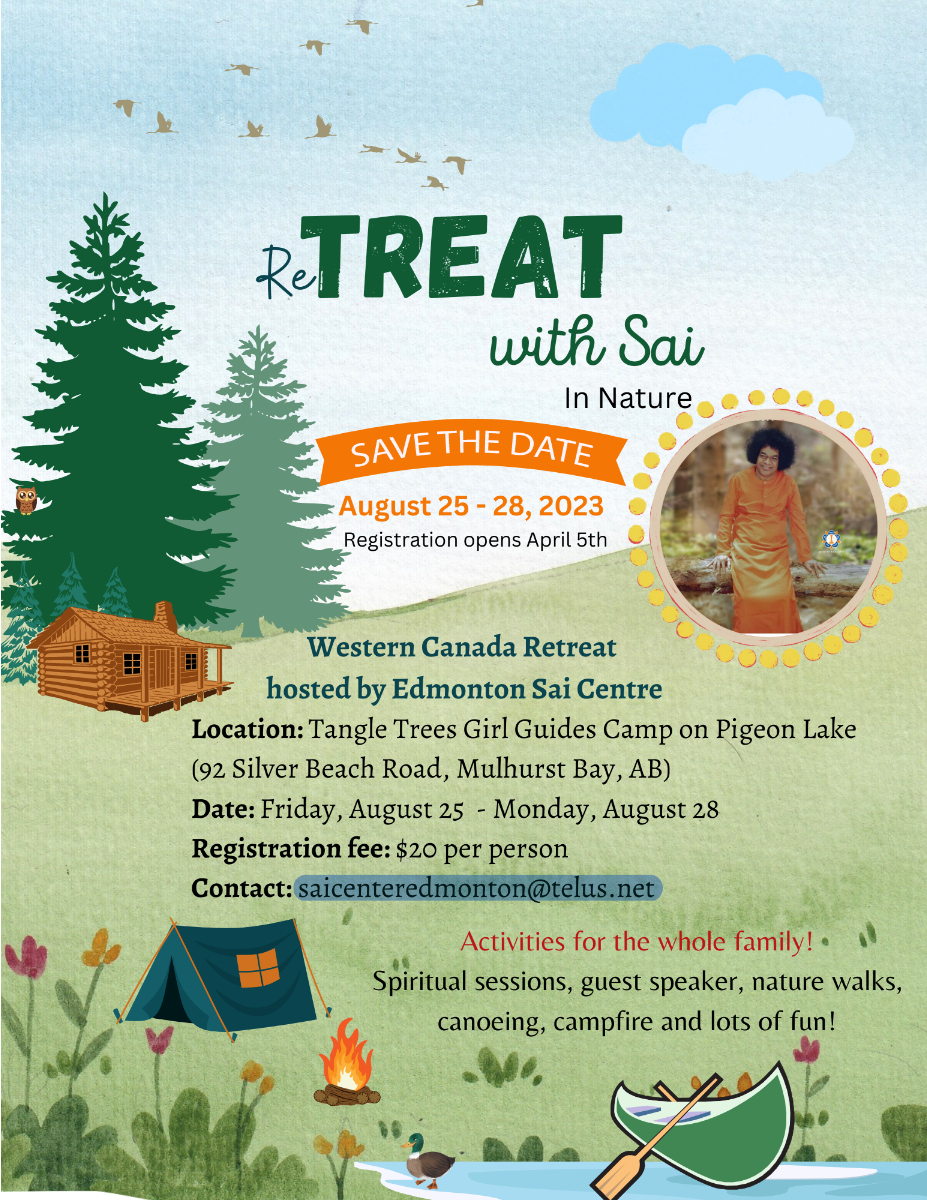 ReTREAT
with Sai
In Nature
SAVE THE DATE
August 25 - 28, 2023
Registration opens April 5th
Western Canada Retreat
hosted by Edmonton Sai Centre
Location: Tangle Trees Girl Guides Camp on Pigeon Lake
(92 Silver Beach Road, Mulhurst Bay, AB)
Date: Friday, August 25 - Monday, August 28
Registration fee: $20 per person
Contact: saicenteredmonton@telus.net
Activities for the whole family!
Spiritual sessions, guest speaker, nature walks,
canoeing, campfire and lots of fun!